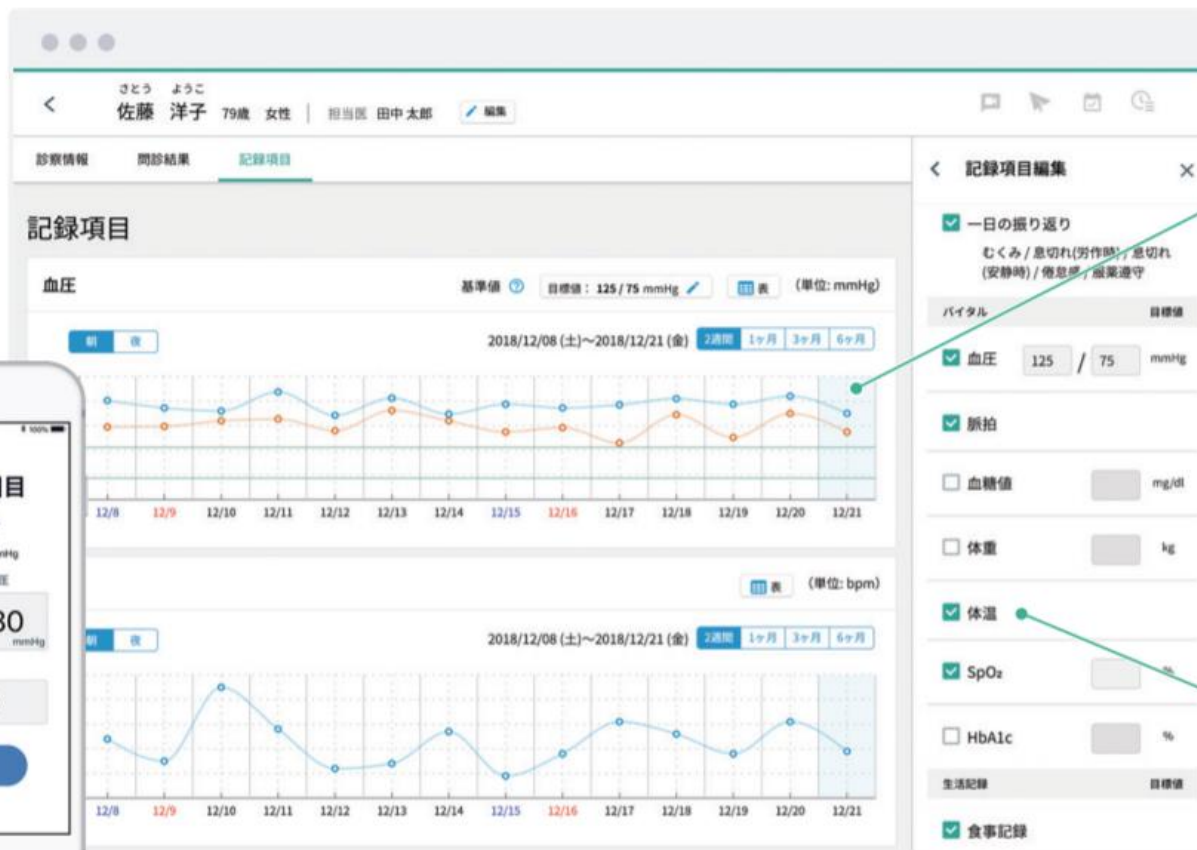 さとう ようこ
佐藤 洋子 79歳 女性 | 担当医 田中 太郎 編集
診察情報 問診結果 記録項目
記録項目
血圧 基準値 目標値： 125 / 75 mmHg 表 (単位: mmHg)
朝 夜 2018/12/08 (土)〜2018/12/21 (金) 2週間 1ヶ月 3ヶ月 6ヶ月
12/8 12/9 12/10 12/11 12/12 12/13 12/14 12/15 12/16 12/17 12/18 12/19 12/20 12/21
表 (単位: bpm)
朝 夜 2018/12/08 (土)〜2018/12/21 (金) 2週間 1ヶ月 3ヶ月 6ヶ月
12/8 12/9 12/10 12/11 12/12 12/13 12/14 12/15 12/16 12/17 12/18 12/19 12/20 12/21
記録項目編集
一日の振り返り
むくみ / 息切れ(労作時) / 息切れ
(安静時) / 倦怠感 / 服薬遵守
バイタル 目標値
血圧 125 / 75 mmHg
脈拍
血糖値 mg/dl
体重 kg
体温
SpO₂ %
HbA1c %
生活記録 目標値
食事記録
100%
目
mmHg